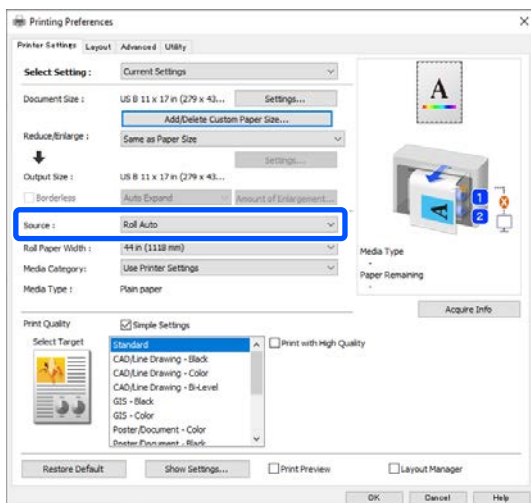 Printing Preferences
Printer Settings Layout Advanced Utility
Select Setting : Current Settings
Document Size : US B 11 x 17 in (279 x 43... Settings...
Add/Delete Custom Paper Size...
Reduce/Enlarge : Same as Paper Size
Settings...
Output Size : US B 11 x 17 in (279 x 43...
Borderless Auto Expand Amount of Enlargement...
Source : Roll Auto
Roll Paper Width : 44 in (1118 mm)
Media Category: Use Printer Settings
Media Type : Plain paper
A
A
1
2
Media Type
-
Paper Remaining
-
Acquire Info
Print Quality Simple Settings
Select Target
Standard
CAD/Line Drawing - Black
CAD/Line Drawing - Color
CAD/Line Drawing - Bi-Level
GIS - Black
GIS - Color
Poster/Document - Color
Poster/Document - Black
Print with High Quality
Restore Default Show Settings... Print Preview Layout Manager
OK Cancel Help